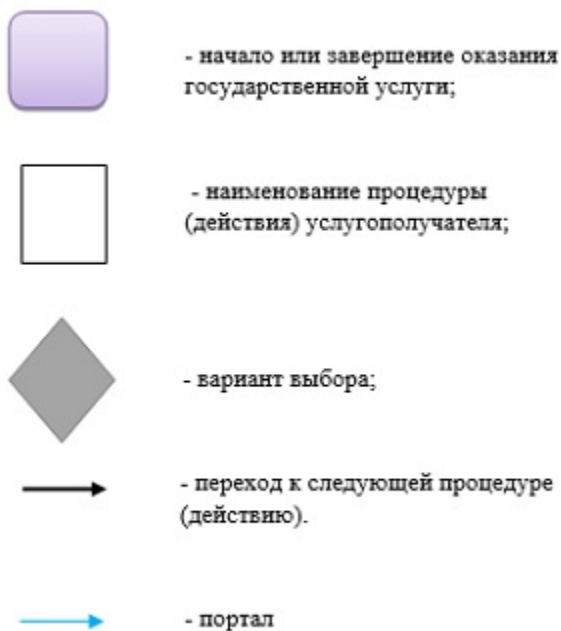 - начало или завершение оказания
государственной услуги;
- наименование процедуры
(действия) услугополучателя;
- вариант выбора;
- переход к следующей процедуре
(действию).
- портал